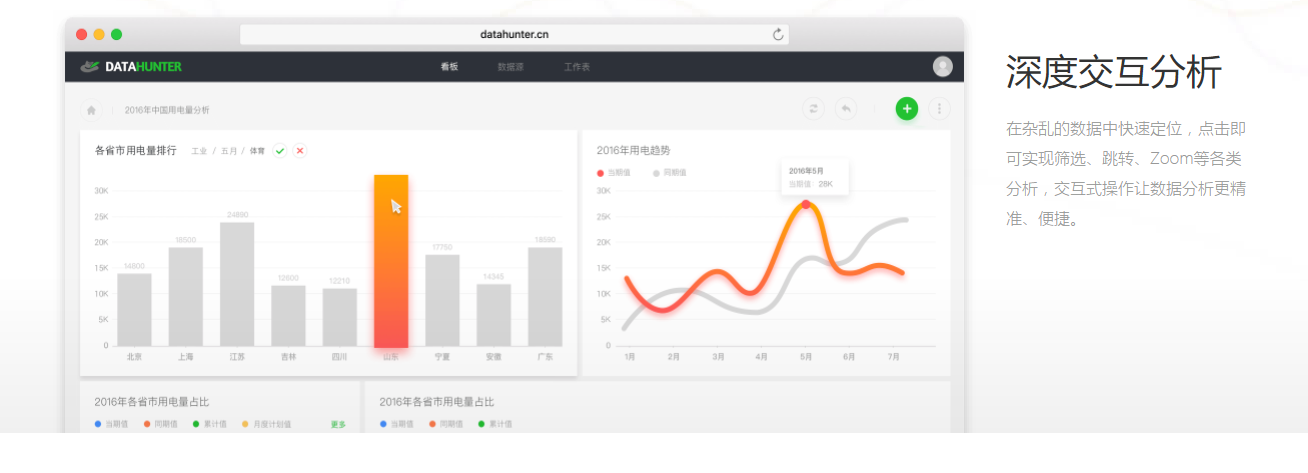 datahunter.cn
DATAHUNTER
看板 数据源 工作表
2016年中国用电量分析
各省市用电量排行 工业 / 五月 / 体育
30K
25K
20K
15K
10K
5K
0
14600
18500
24890
12600
12210
17750
14345
18590
北京 上海 江苏 吉林 四川 山东 宁夏 安徽 广东
2016年用电趋势
当期值 同期值
2016年5月
当期值 28K
30K
25K
20K
15K
10K
5K
0
1月 2月 3月 4月 5月 6月 7月
2016年各省市用电量占比
当期值 同期值 累计值 月度计划值 更多
2016年各省市用电量占比
当期值 同期值 累计值
深度交互分析
在杂乱的数据中快速定位，点击即
可实现筛选、跳转、Zoom等各类
分析，交互式操作让数据分析更精
准、便捷。